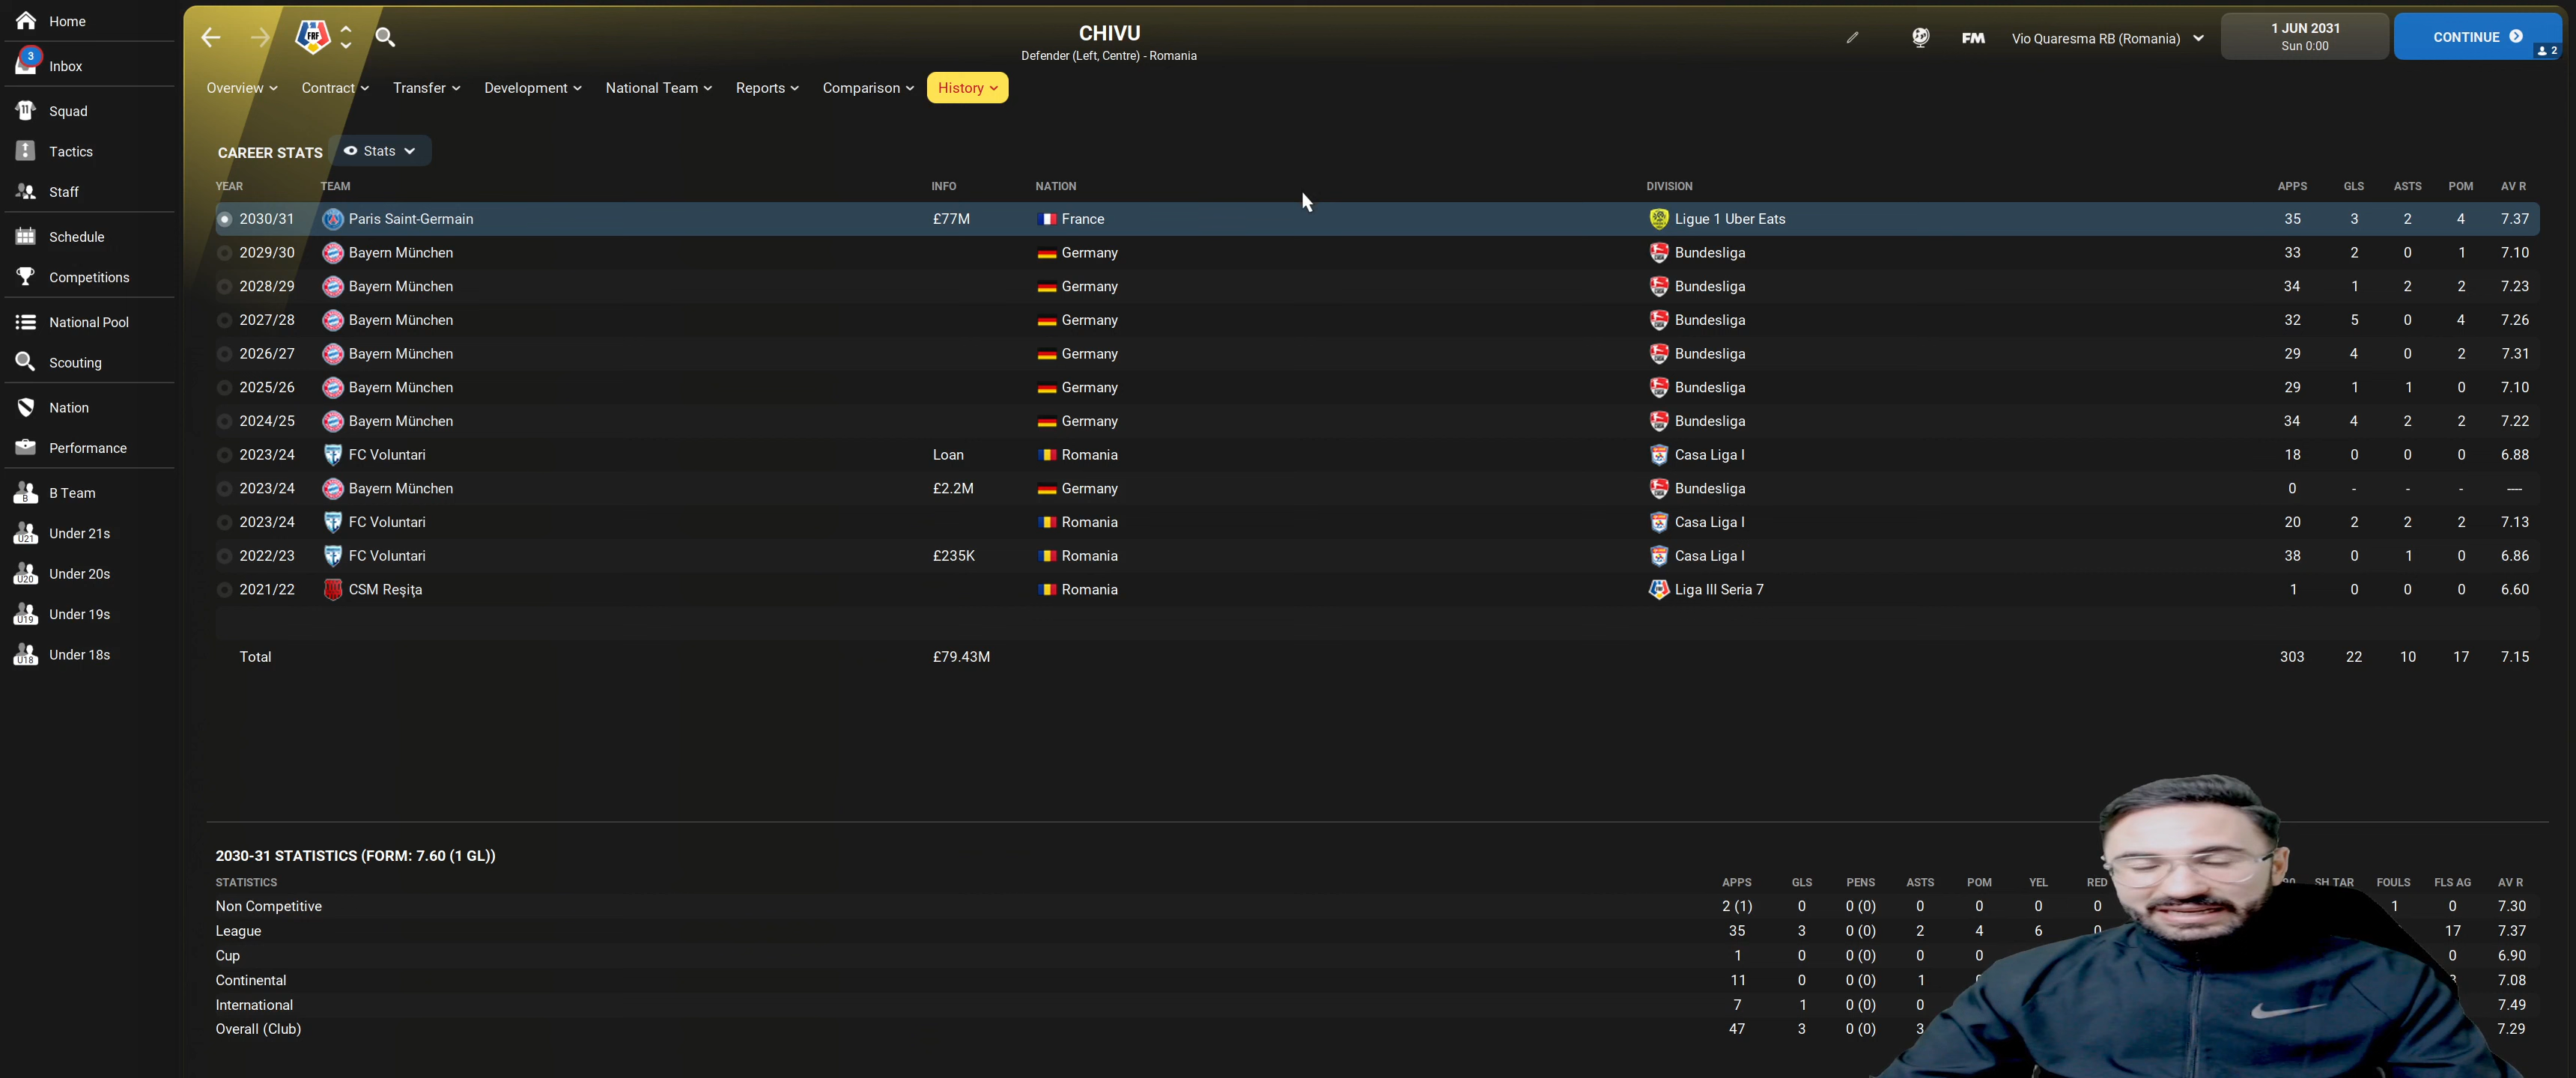 Home
3
Inbox
Squad
Tactics
Staff
Schedule
Competitions
National Pool
Scouting
Nation
Performance
B
B Team
U21
Under 21s
U20
Under 20s
U19
Under 19s
U18
Under 18s
FRF
CHIVU
Defender (Left, Centre) - Romania
FM
Vio Quaresma RB (Romania)
1 JUN 2031
Sun 0:00
CONTINUE
2
Overview Contract Transfer Development National Team Reports Comparison History
CAREER STATS Stats
YEAR TEAM INFO NATION DIVISION APPS GLS ASTS POM AV R
2030/31 Paris Saint-Germain £77M France Ligue 1 Uber Eats 35 3 2 4 7.37
2029/30 Bayern München Germany Bundesliga 33 2 0 1 7.10
2028/29 Bayern München Germany Bundesliga 34 1 2 2 7.23
2027/28 Bayern München Germany Bundesliga 32 5 0 4 7.26
2026/27 Bayern München Germany Bundesliga 29 4 0 2 7.31
2025/26 Bayern München Germany Bundesliga 29 1 1 0 7.10
2024/25 Bayern München Germany Bundesliga 34 4 2 2 7.22
2023/24 FC Voluntari Loan Romania Casa Liga I 18 0 0 0 6.88
2023/24 Bayern München £2.2M Germany Bundesliga 0 - - - ---
2023/24 FC Voluntari Romania Casa Liga I 20 2 2 2 7.13
2022/23 FC Voluntari £235K Romania Casa Liga I 38 0 1 0 6.86
2021/22 CSM Reşiţa Romania Liga III Seria 7 1 0 0 0 6.60
Total £79.43M 303 22 10 17 7.15
2030-31 STATISTICS (FORM: 7.60 (1 GL))
STATISTICS APPS GLS PENS ASTS POM YEL RED SH TAR FOULS FLS AG AV R
Non Competitive 2 (1) 0 0 (0) 0 0 0 0 1 0 7.30
League 35 3 0 (0) 2 4 6 0 17 7.37
Cup 1 0 0 (0) 0 0 0 6.90
Continental 11 0 0 (0) 1 7.08
International 7 1 0 (0) 0 7.49
Overall (Club) 47 3 0 (0) 3 7.29